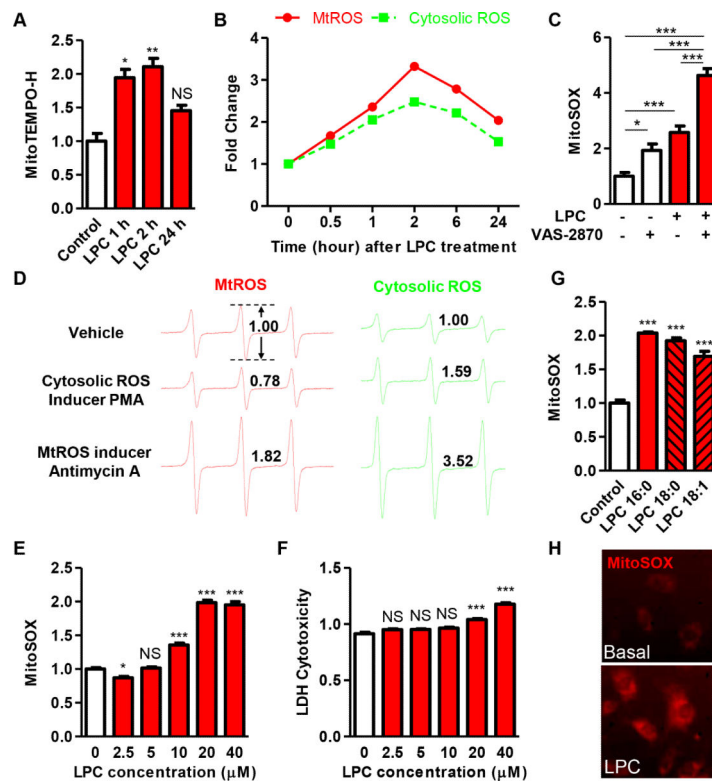 A
MitoTEMPO-H
2.5
2.0
1.5
1.0
0.5
0.0
*
**
NS
Control
LPC 1 h
LPC 2 h
LPC 24 h
B
MtROS
Cytosolic ROS
Fold Change
4
3
2
1
0
0 0.5 1 2 6 24
Time (hour) after LPC treatment
C
MitoSOX
6
4
2
0
***
***
***
***
*
LPC - - + +
VAS-2870 - + - +
D
MtROS
Cytosolic ROS
Vehicle
1.00
1.00
Cytosolic ROS
Inducer PMA
0.78
1.59
MtROS inducer
Antimycin A
1.82
3.52
G
MitoSOX
2.5
2.0
1.5
1.0
0.5
0.0
***
***
***
Control
LPC 16:0
LPC 18:0
LPC 18:1
E
MitoSOX
2.5
2.0
1.5
1.0
0.5
0.0
*
NS
***
***
***
0 2.5 5 10 20 40
LPC concentration (μM)
F
LDH Cytotoxicity
1.5
1.0
0.5
0.0
NS NS NS
***
***
0 2.5 5 10 20 40
LPC concentration (μM)
H
MitoSOX
Basal
LPC